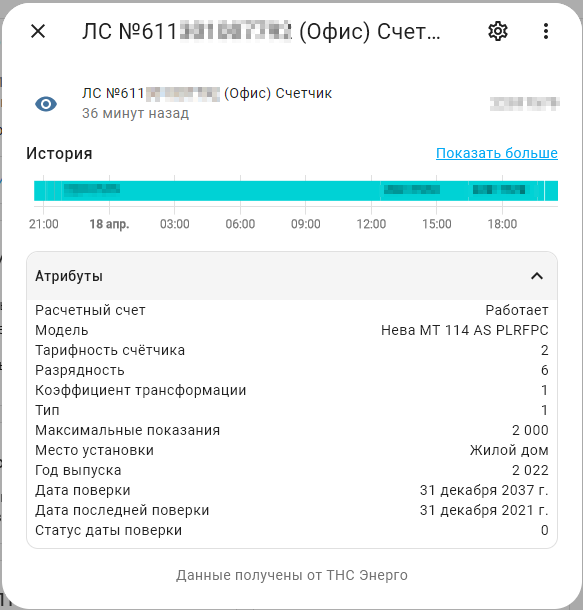 ЛС №611 (Офис) Счет...
ЛС №611 (Офис) Счетчик
36 минут назад
История
Показать больше
21:00 18 апр. 03:00 06:00 09:00 12:00 15:00 18:00
Атрибуты
Расчетный счет Работает
Модель Нева МТ 114 AS PLRFPC
Тарифность счётчика 2
Разрядность 6
Коэффициент трансформации 1
Тип 1
Максимальные показания 2 000
Место установки Жилой дом
Год выпуска 2 022
Дата поверки 31 декабря 2037 г.
Дата последней поверки 31 декабря 2021 г.
Статус даты поверки 0
Данные получены от ТНС Энерго